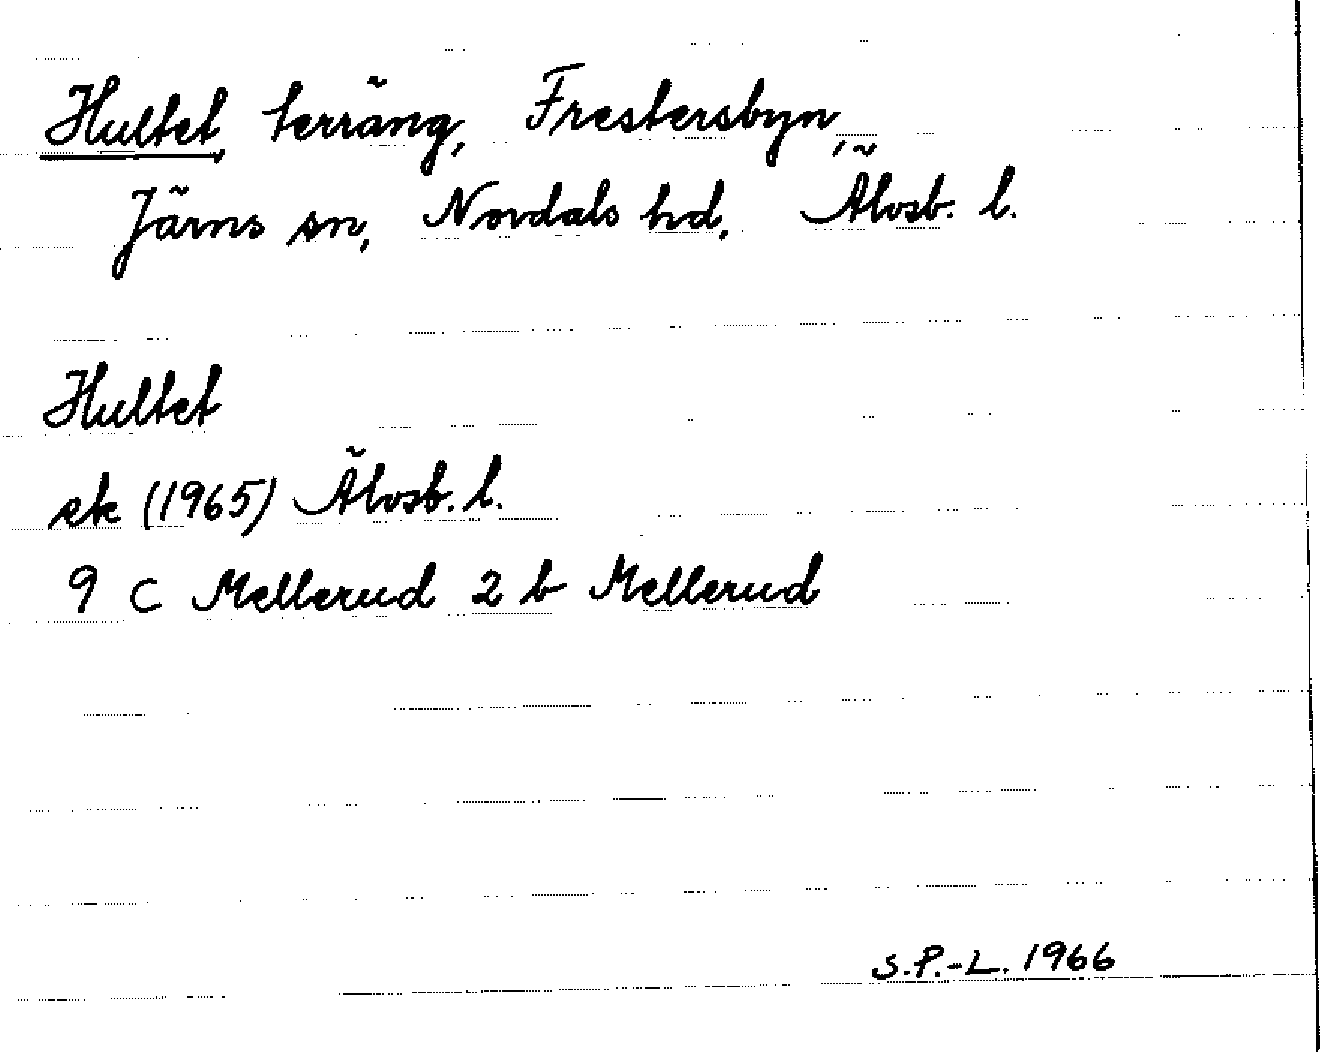 Hultet, terräng, Frestersbyn,
Järns sn, Nordals hd, Älvsb. l.
Hultet
ek (1965) Älvsb. l.
9 C Mellerud 2 b Mellerud
S.P.-L. 1966